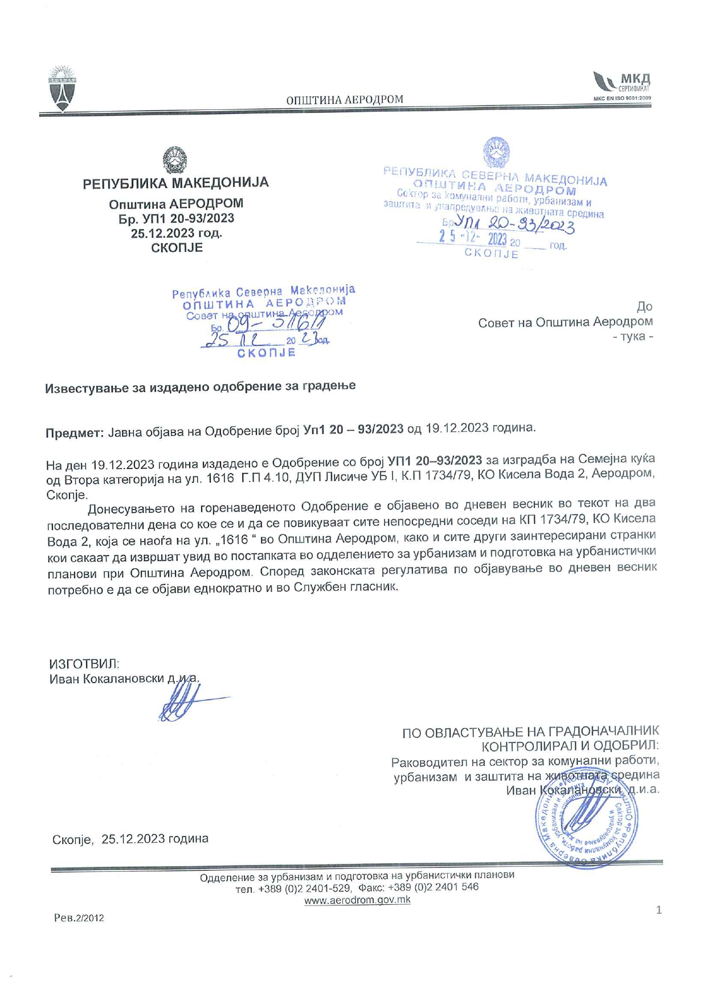 МКД
СЕРТИФИКАТ
МКС EN ISO 9001:2009
ОПШТИНА АЕРОДРОМ
РЕПУБЛИКА МАКЕДОНИЈА
Општина АЕРОДРОМ
Бр. УП1 20-93/2023
25.12.2023 год.
СКОПЈЕ
РЕПУБЛИКА СЕВЕРНА МАКЕДОНИЈА
ОПШТИНА АЕРОДРОМ
Сектор за комунални работи, урбанизам и
заштита и унапредување на животната средина
Бр. УП1 20-93/2023
25-12-2023 20 год.
СКОПЈЕ
Република Северна Македонија
ОПШТИНА АЕРОДРОМ
Совет на општина Аеродром
Бр. 09-
25 12 20 23 год.
СКОПЈЕ
До
Совет на Општина Аеродром
- тука -
Известување за издадено одобрение за градење
Предмет: Јавна објава на Одобрение број Уп1 20 – 93/2023 од 19.12.2023 година.
На ден 19.12.2023 година издадено е Одобрение со број УП1 20–93/2023 за изградба на Семејна куќа
од Втора категорија на ул. 1616 Г.П 4.10, ДУП Лисиче УБ I, К.П 1734/79, КО Кисела Вода 2, Аеродром,
Скопје.
Донесувањето на горенаведеното Одобрение е објавено во дневен весник во текот на два
последователни дена со кое се и да се повикуваат сите непосредни соседи на КП 1734/79, КО Кисела
Вода 2, која се наоѓа на ул. „1616 “ во Општина Аеродром, како и сите други заинтересирани странки
кои сакаат да извршат увид во постапката во одделението за урбанизам и подготовка на урбанистички
планови при Општина Аеродром. Според законската регулатива по објавување во дневен весник
потребно е да се објави еднократно и во Службен гласник.
ИЗГОТВИЛ:
Иван Кокалановски д.и.а.
ПО ОВЛАСТУВАЊЕ НА ГРАДОНАЧАЛНИК
КОНТРОЛИРАЛ И ОДОБРИЛ:
Раководител на сектор за комунални работи,
урбанизам и заштита на животната средина
Иван Кокалановски д.и.а.
Скопје, 25.12.2023 година
Одделение за урбанизам и подготовка на урбанистички планови
тел. +389 (0)2 2401-529, Факс: +389 (0)2 2401 546
www.aerodrom.gov.mk
1
Рев.2/2012